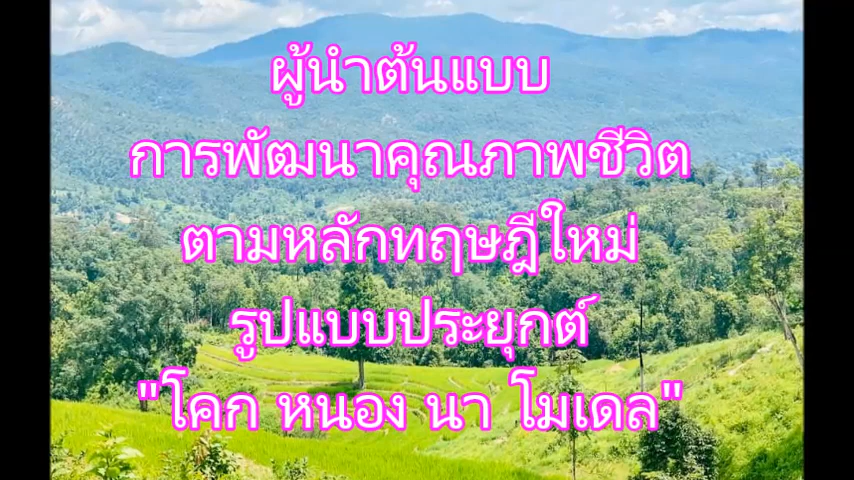 ผู้นำต้นแบบ
การพัฒนาคุณภาพชีวิต
ตามหลักทฤษฎีใหม่
รูปแบบประยุกต์
"โคก หนอง นา โมเดล"